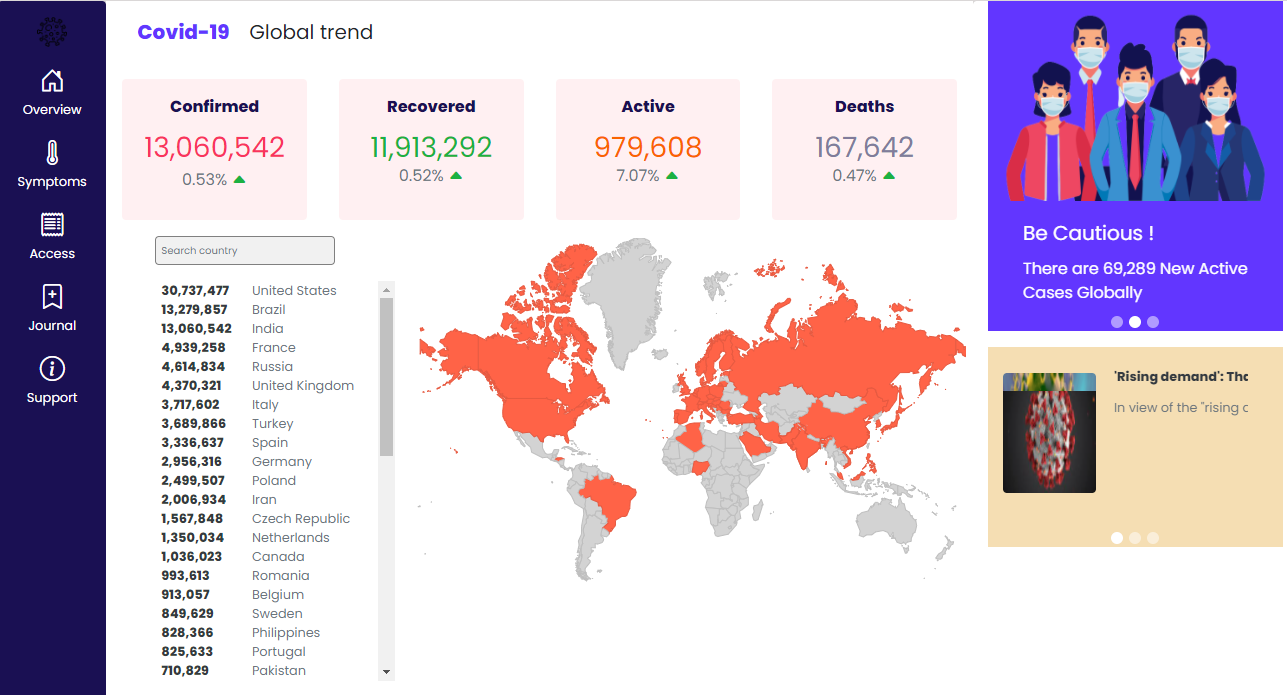 Overview
Symptoms
Access
Journal
Support
Covid-19 Global trend
Confirmed
13,060,542
0.53%
Recovered
11,913,292
0.52%
Active
979,608
7.07%
Deaths
167,642
0.47%
Search country
30,737,477 United States
13,279,857 Brazil
13,060,542 India
4,939,258 France
4,614,834 Russia
4,370,321 United Kingdom
3,717,602 Italy
3,689,866 Turkey
3,336,637 Spain
2,956,316 Germany
2,499,507 Poland
2,006,934 Iran
1,567,848 Czech Republic
1,350,034 Netherlands
1,036,023 Canada
993,613 Romania
913,057 Belgium
849,629 Sweden
828,366 Philippines
825,633 Portugal
710,829 Pakistan
Be Cautious !
There are 69,289 New Active
Cases Globally
'Rising demand': Tho
In view of the "rising c